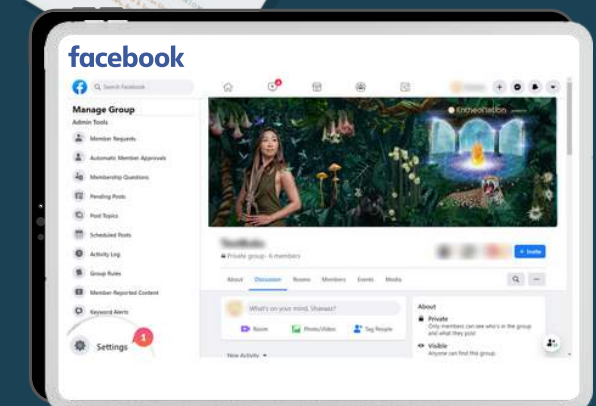 facebook
Search Facebook
Manage Group
Admin Tools
Member Requests
Automatic Member Approvals
Membership Questions
Pending Posts
Post Topics
Scheduled Posts
Activity Log
Group Rules
Member Reported Content
Keyword Alerts
Settings
1
EntheoNation
Private group · 6 members
+ Invite
About Discussion Rooms Members Events Media
What's on your mind, Shanaaz?
Room Photo/Video Tag People
New Activity
About
Private
Only members can see who's in the group
and what they post.
Visible
Anyone can find this group.